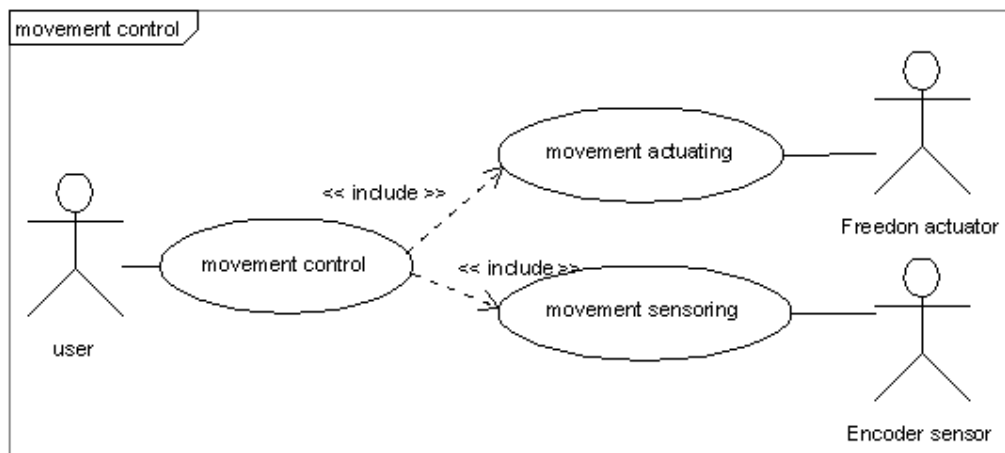 movement control
movement actuating
<< include >>
Freedon actuator
movement control
<< include >>
movement sensoring
user
Encoder sensor